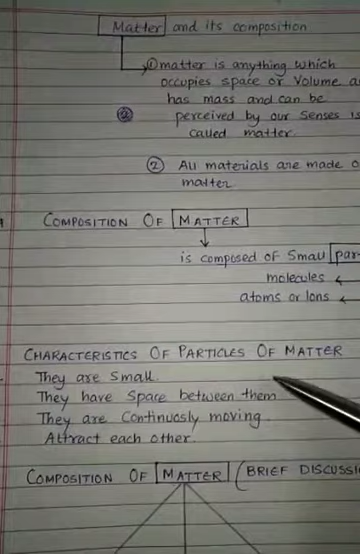 Matter and its composition
① matter is anything which
occupies space or Volume a
has mass and can be
② perceived by our senses is
called matter
② All materials are made o
matter
COMPOSITION OF MATTER
is composed of Small par
molecules
atoms or Ions
CHARACTERISTICS OF PARTICLES OF MATTER
They are Small.
They have Space between them
They are Continuosly moving
Attract each other.
COMPOSITION OF MATTER (BRIEF DISCUSSI